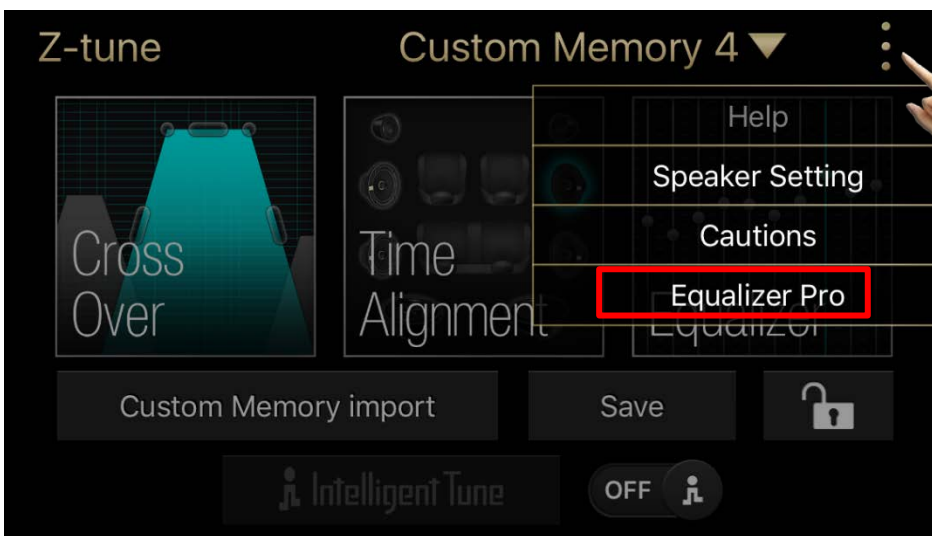 Z-tune
Custom Memory 4
Help
Speaker Setting
Cautions
Equalizer Pro
Cross
Over
Time
Alignment
Equalizer
Custom Memory import
Save
Intelligent Tune
OFF